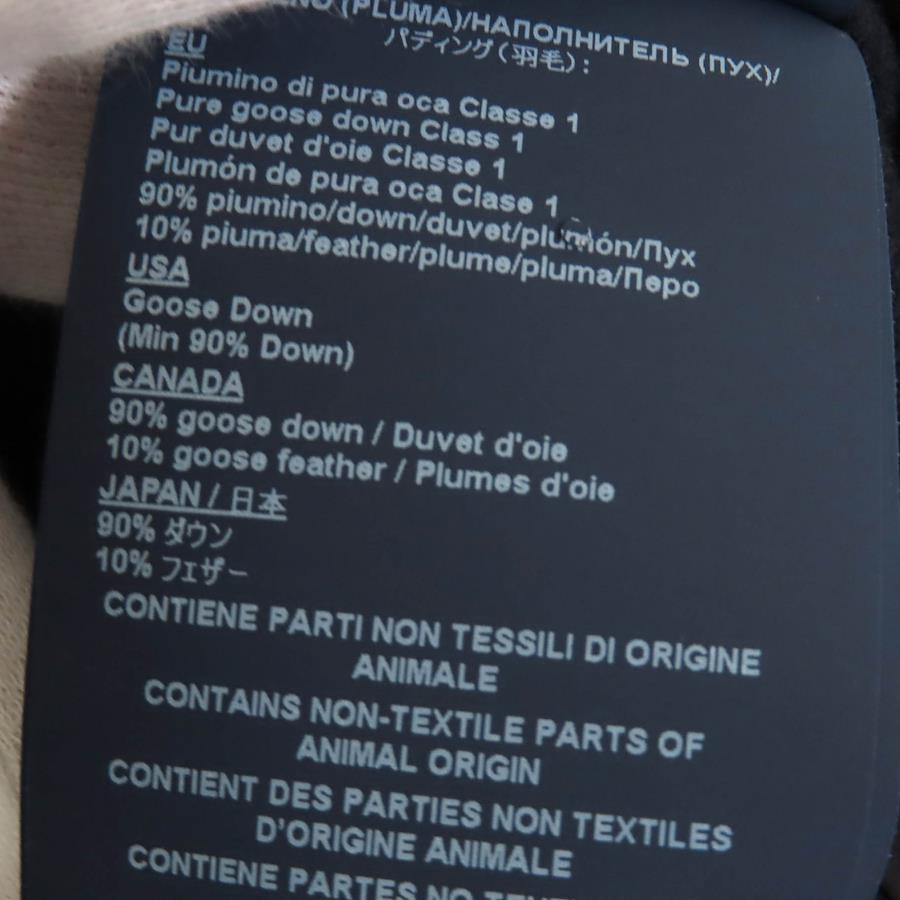 (PLUMA)/НАПОЛНИТЕЛЬ (ПУХ)/
パディング(羽毛):
EU
Piumino di pura oca Classe 1
Pure goose down Class 1
Pur duvet d'oie Classe 1
Plumón de pura oca Clase 1
90% piumino/down/duvet/plumón/Пух
10% piuma/feather/plume/pluma/Перо
USA
Goose Down
(Min 90% Down)
CANADA
90% goose down / Duvet d'oie
10% goose feather / Plumes d'oie
JAPAN / 日本
90% ダウン
10% フェザー
CONTIENE PARTI NON TESSILI DI ORIGINE
ANIMALE
CONTAINS NON-TEXTILE PARTS OF
ANIMAL ORIGIN
CONTIENT DES PARTIES NON TEXTILES
D'ORIGINE ANIMALE
CONTIENE PARTES